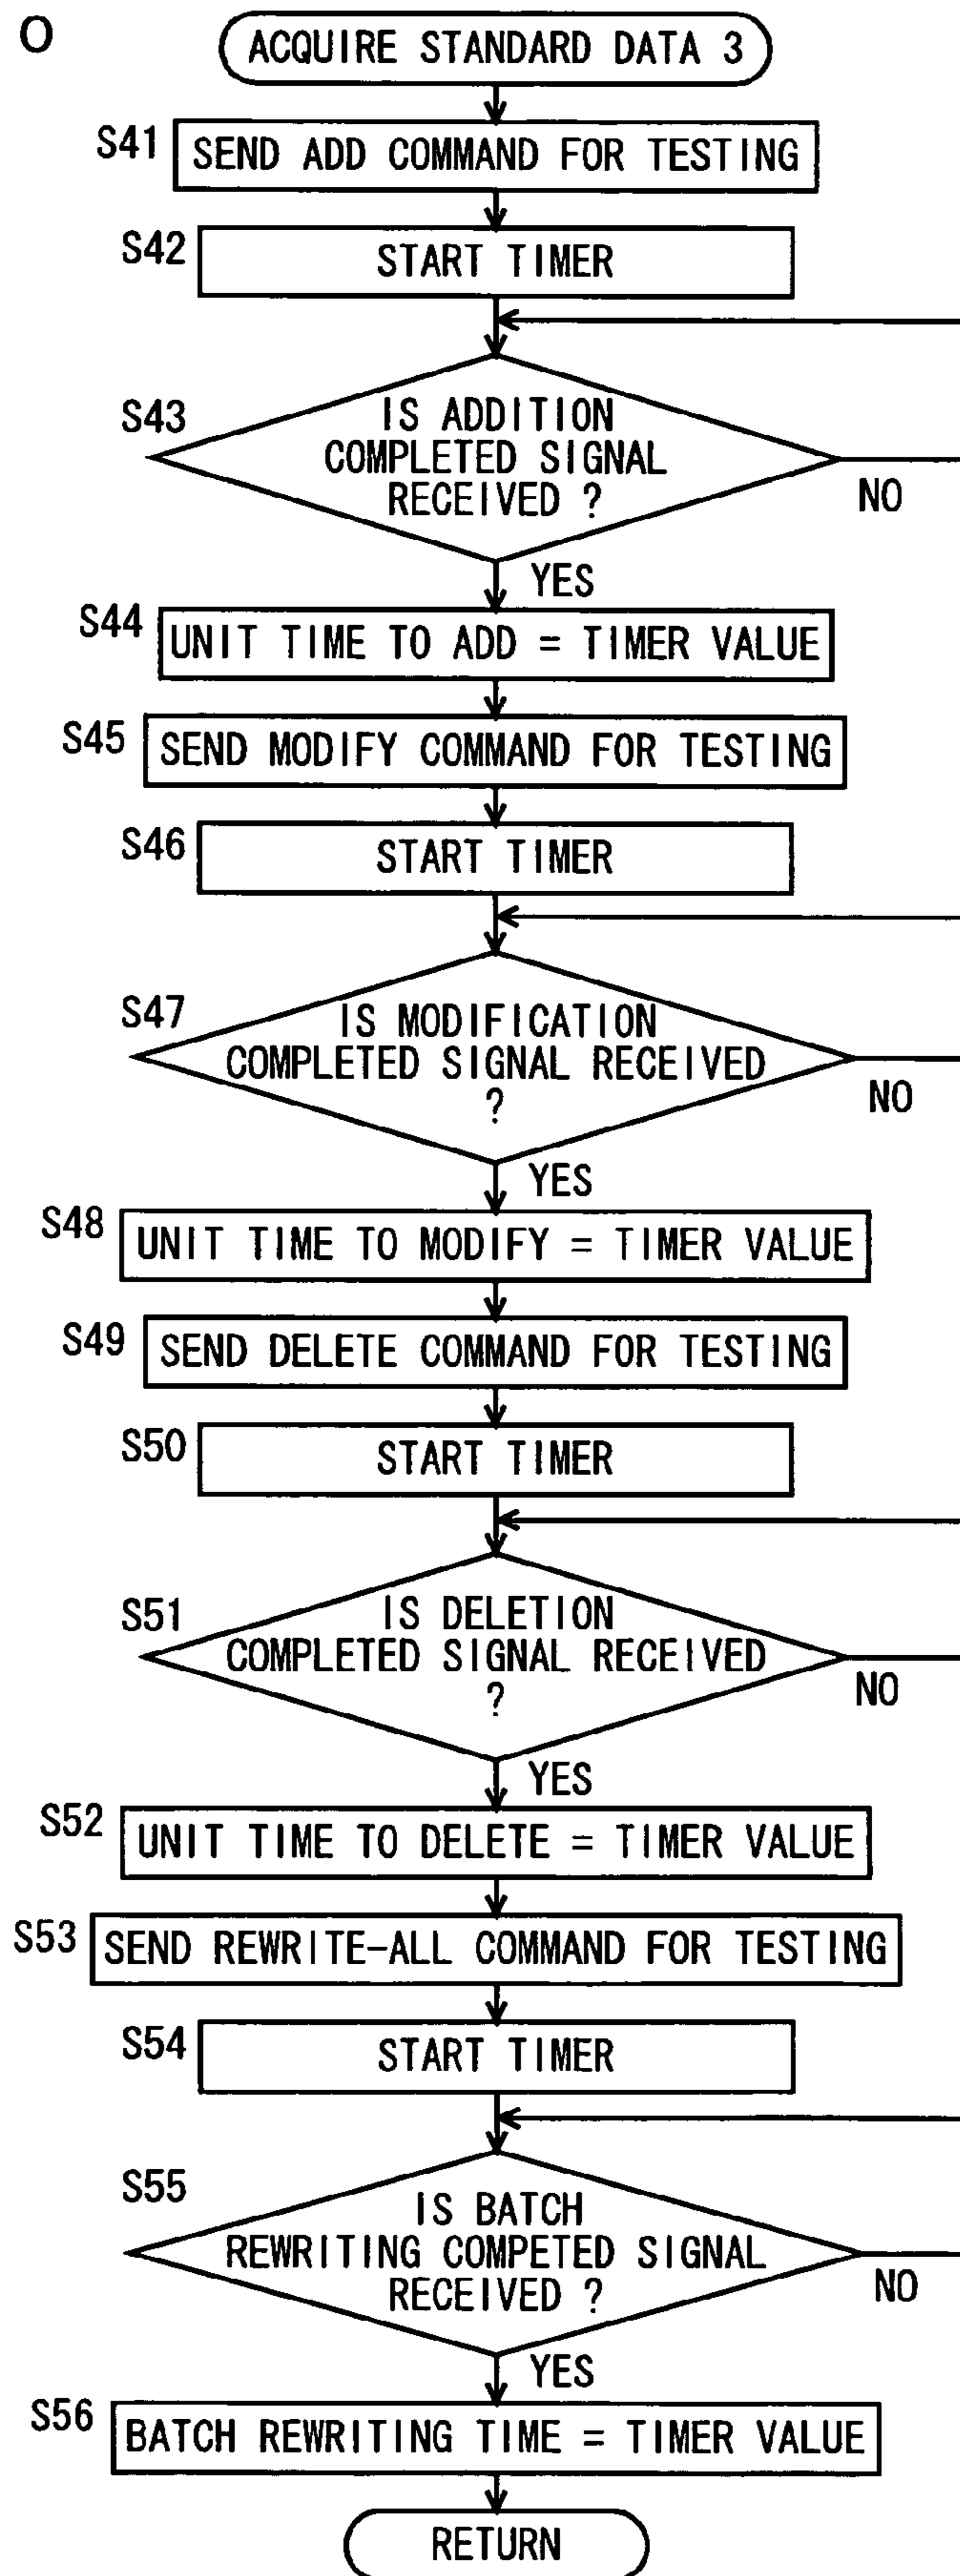 O
ACQUIRE STANDARD DATA 3
S41
SEND ADD COMMAND FOR TESTING
S42
START TIMER
S43
IS ADDITION
COMPLETED SIGNAL
RECEIVED ?
NO
YES
S44
UNIT TIME TO ADD = TIMER VALUE
S45
SEND MODIFY COMMAND FOR TESTING
S46
START TIMER
S47
IS MODIFICATION
COMPLETED SIGNAL RECEIVED
?
NO
YES
S48
UNIT TIME TO MODIFY = TIMER VALUE
S49
SEND DELETE COMMAND FOR TESTING
S50
START TIMER
S51
IS DELETION
COMPLETED SIGNAL RECEIVED
?
NO
YES
S52
UNIT TIME TO DELETE = TIMER VALUE
S53
SEND REWRITE-ALL COMMAND FOR TESTING
S54
START TIMER
S55
IS BATCH
REWRITING COMPETED SIGNAL
RECEIVED ?
NO
YES
S56
BATCH REWRITING TIME = TIMER VALUE
RETURN